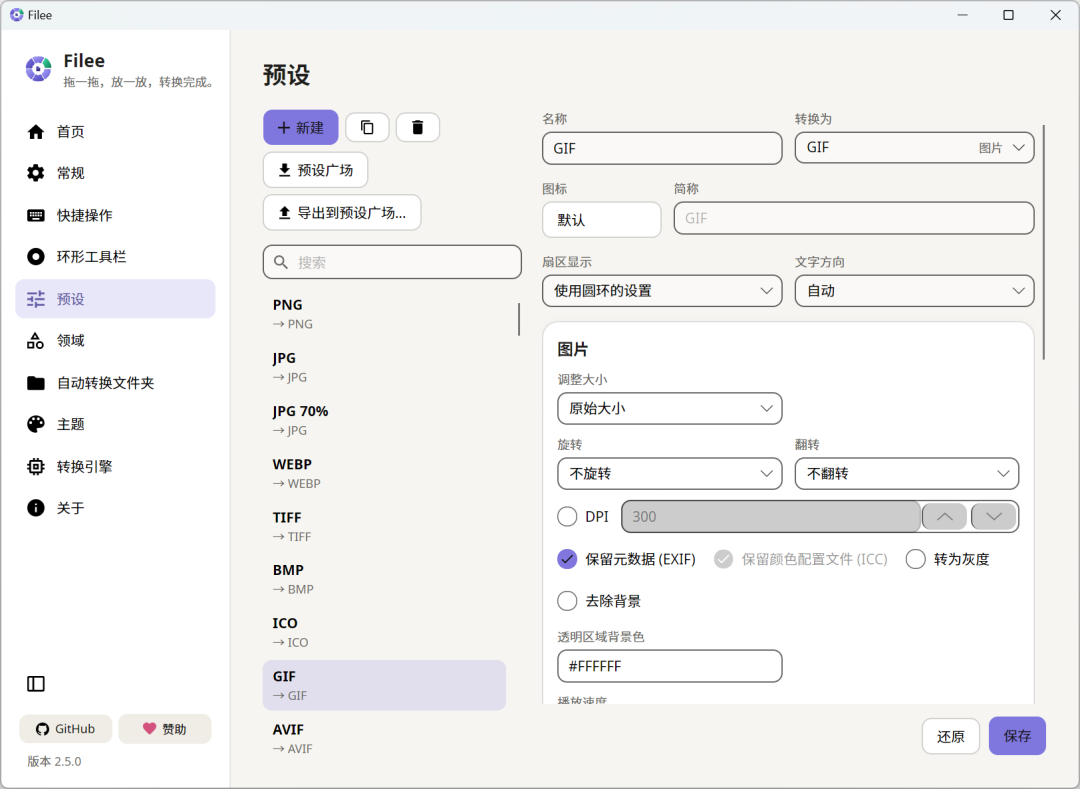 Filee
Filee
拖一拖，放一放，转换完成。
首页
常规
快捷操作
环形工具栏
预设
领域
自动转换文件夹
主题
转换引擎
关于
GitHub
赞助
版本 2.5.0
预设
新建
预设广场
导出到预设广场...
搜索
PNG
→ PNG
JPG
→ JPG
JPG 70%
→ JPG
WEBP
→ WEBP
TIFF
→ TIFF
BMP
→ BMP
ICO
→ ICO
GIF
→ GIF
AVIF
→ AVIF
名称
转换为
GIF
GIF 图片
图标
简称
默认
GIF
扇区显示
文字方向
使用圆环的设置
自动
图片
调整大小
原始大小
旋转
翻转
不旋转
不翻转
DPI 300
保留元数据 (EXIF) 保留颜色配置文件 (ICC) 转为灰度
去除背景
透明区域背景色
#FFFFFF
播放速度
还原
保存